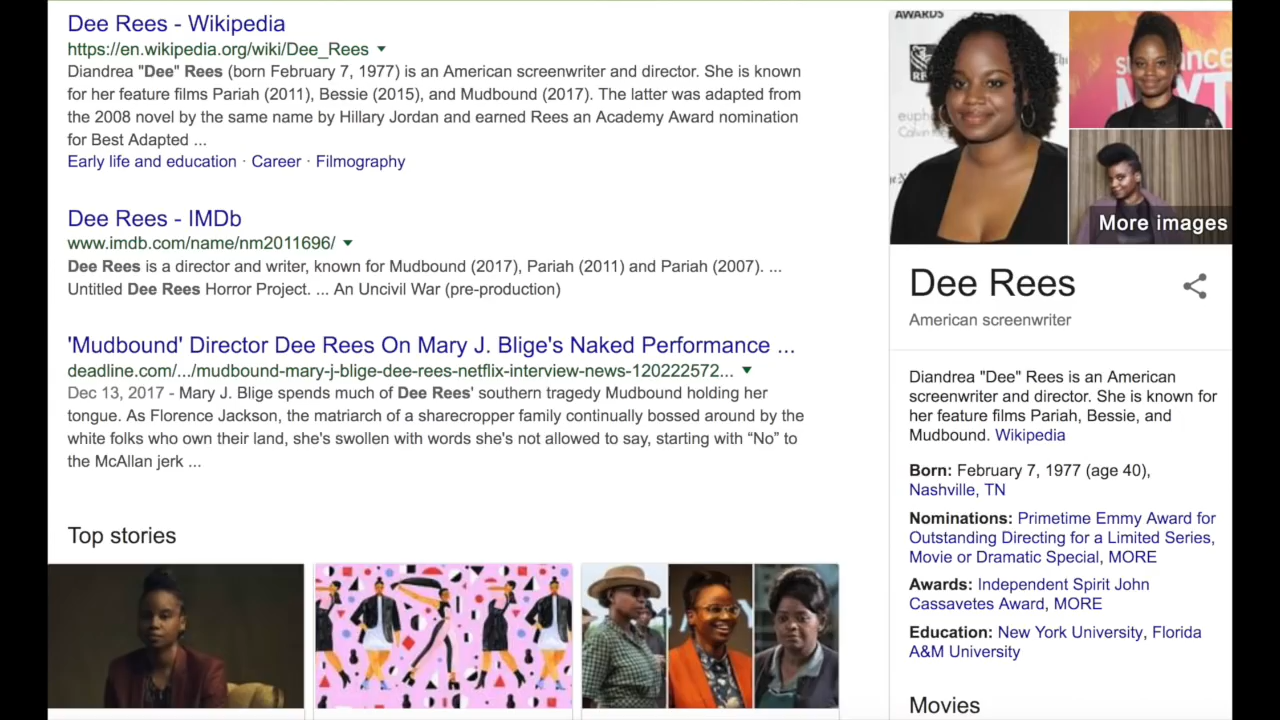 Dee Rees - Wikipedia
https://en.wikipedia.org/wiki/Dee_Rees
Diandrea "Dee" Rees (born February 7, 1977) is an American screenwriter and director. She is known
for her feature films Pariah (2011), Bessie (2015), and Mudbound (2017). The latter was adapted from
the 2008 novel by the same name by Hillary Jordan and earned Rees an Academy Award nomination
for Best Adapted ...
Early life and education · Career · Filmography
Dee Rees - IMDb
www.imdb.com/name/nm2011696/
Dee Rees is a director and writer, known for Mudbound (2017), Pariah (2011) and Pariah (2007). ...
Untitled Dee Rees Horror Project. ... An Uncivil War (pre-production)
'Mudbound' Director Dee Rees On Mary J. Blige's Naked Performance ...
deadline.com/.../mudbound-mary-j-blige-dee-rees-netflix-interview-news-120222572...
Dec 13, 2017 - Mary J. Blige spends much of Dee Rees' southern tragedy Mudbound holding her
tongue. As Florence Jackson, the matriarch of a sharecropper family continually bossed around by the
white folks who own their land, she's swollen with words she's not allowed to say, starting with “No” to
the McAllan jerk ...
Top stories
AWARDS
More images
Dee Rees
American screenwriter
Diandrea "Dee" Rees is an American
screenwriter and director. She is known for
her feature films Pariah, Bessie, and
Mudbound. Wikipedia
Born: February 7, 1977 (age 40),
Nashville, TN
Nominations: Primetime Emmy Award for
Outstanding Directing for a Limited Series,
Movie or Dramatic Special, MORE
Awards: Independent Spirit John
Cassavetes Award, MORE
Education: New York University, Florida
A&M University
Movies